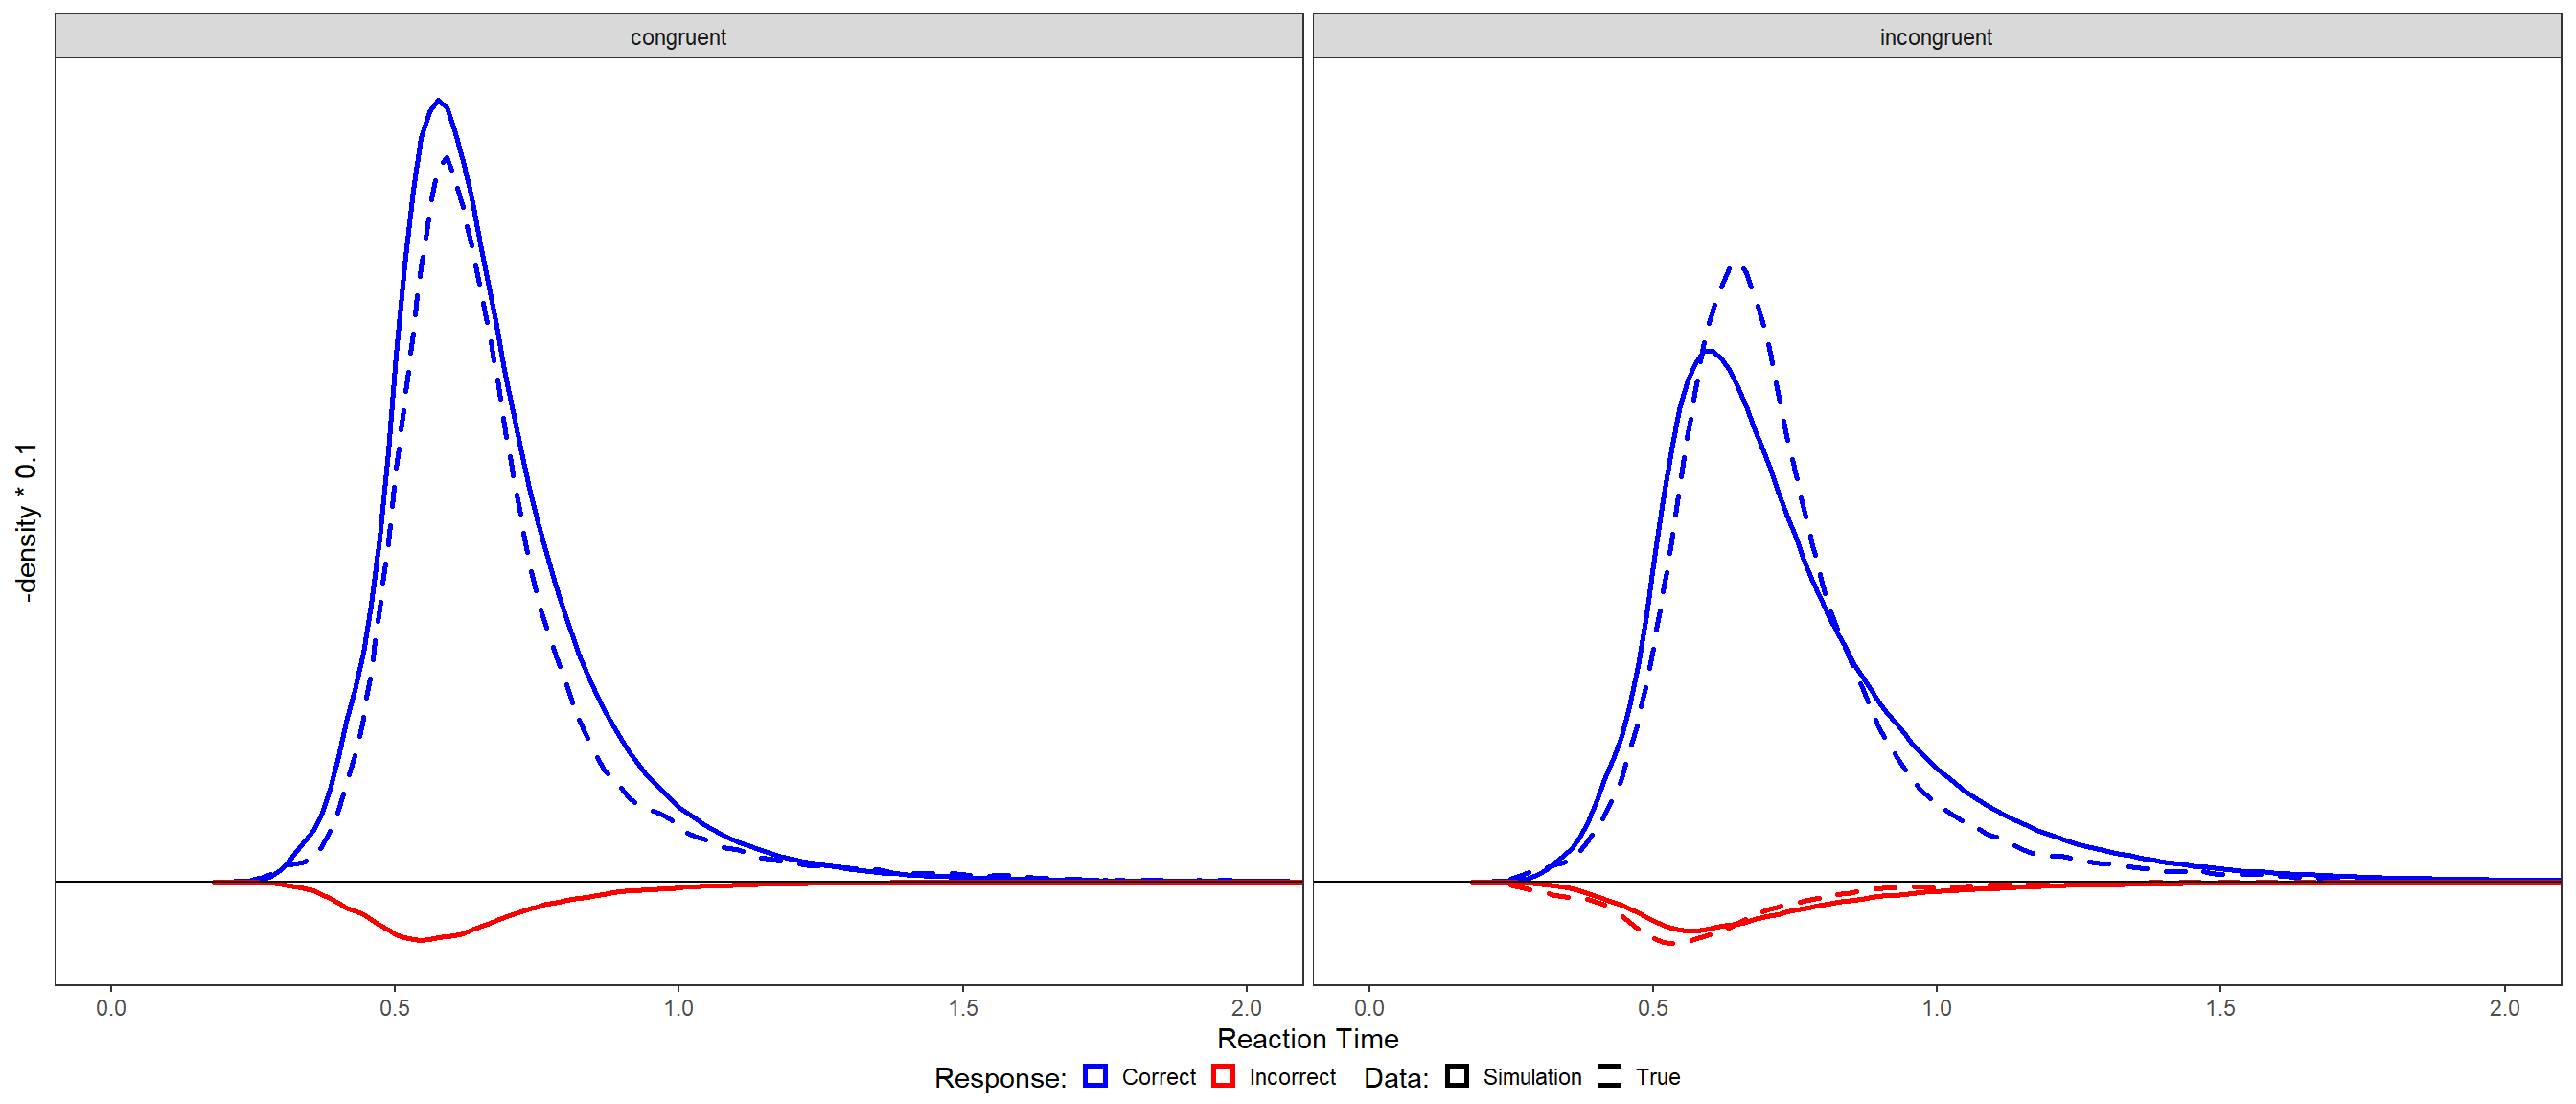 congruent
incongruent
-density * 0.1
0.0 0.5 1.0 1.5 2.0
0.0 0.5 1.0 1.5 2.0
Reaction Time
Response: Correct Incorrect Data: Simulation True